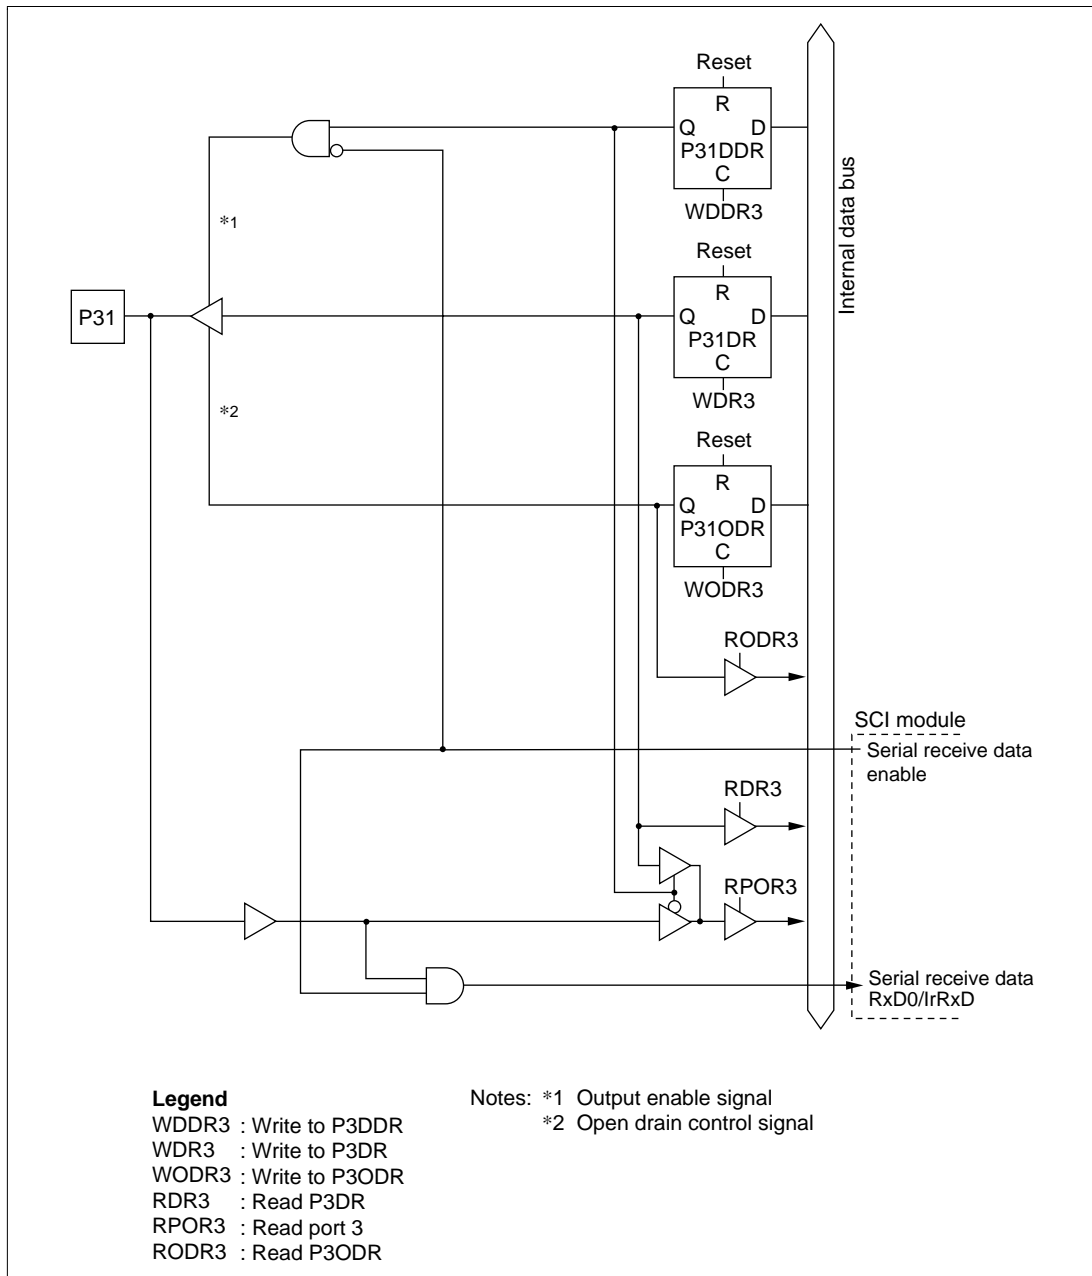 Reset
R
Q D
P31DDR
C
WDDR3
Internal data bus
*1
Reset
R
P31
Q D
P31DR
C
WDR3
*2
Reset
R
Q D
P31ODR
C
WODR3
RODR3
SCI module
Serial receive data
enable
RDR3
RPOR3
Serial receive data
RxD0/IrRxD
Legend
WDDR3 : Write to P3DDR
WDR3 : Write to P3DR
WODR3 : Write to P3ODR
RDR3 : Read P3DR
RPOR3 : Read port 3
RODR3 : Read P3ODR
Notes: *1 Output enable signal
*2 Open drain control signal